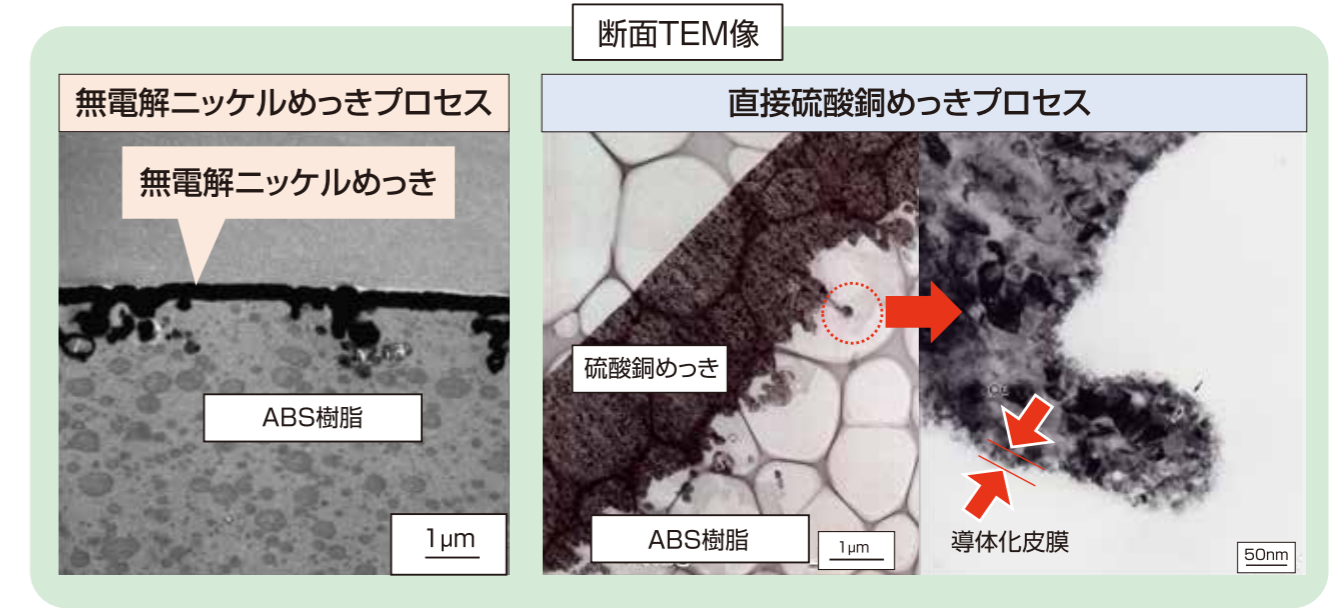 断面TEM像
無電解ニッケルめっきプロセス
無電解ニッケルめっき
ABS樹脂
1μm
直接硫酸銅めっきプロセス
硫酸銅めっき
ABS樹脂
1μm
Cu
導体化皮膜
50nm